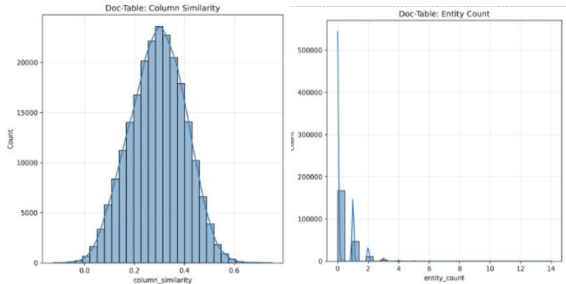 Doc-Table: Column Similarity
Count
20000
15000
10000
5000
0
0.0 0.2 0.4 0.6
column_similarity
Doc-Table: Entity Count
500000
400000
300000
200000
100000
0
0 2 4 6 8 10 12 14
entity_count